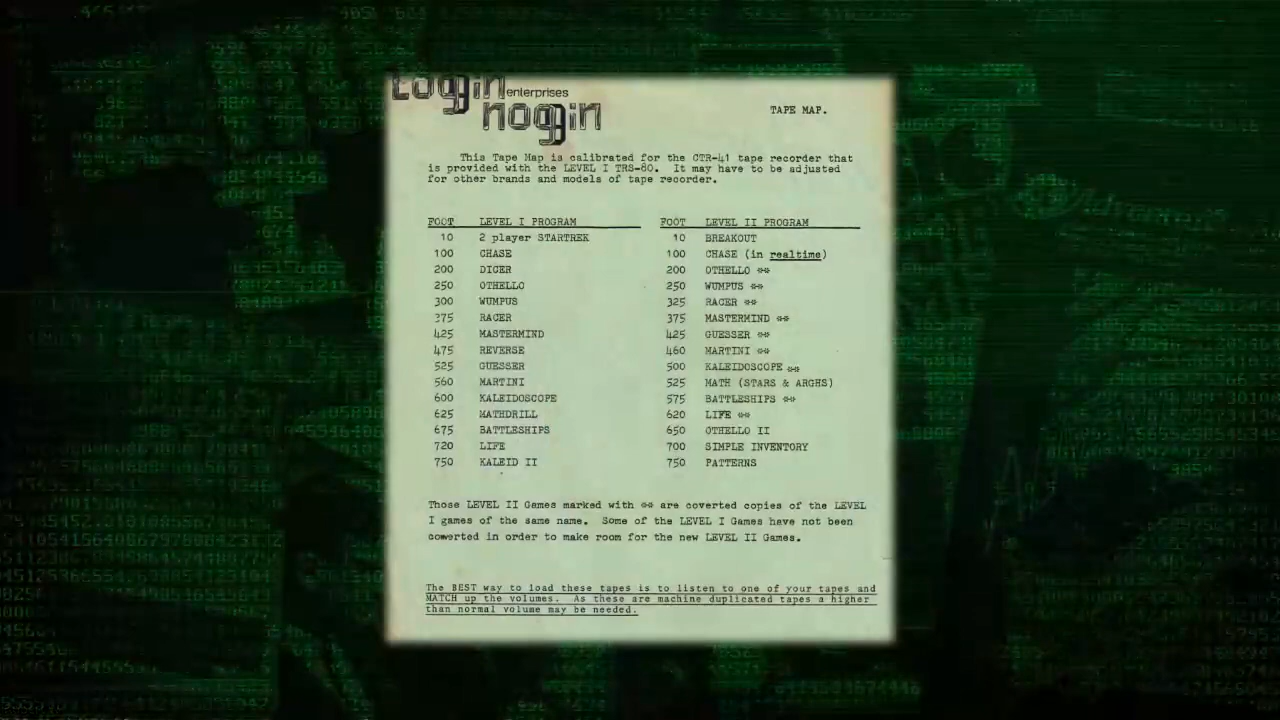 Loggin enterprises
noggin
TAPE MAP.
This Tape Map is calibrated for the CTR-41 tape recorder that
is provided with the LEVEL I TRS-80. It may have to be adjusted
for other brands and models of tape recorder.
FOOT LEVEL I PROGRAM FOOT LEVEL II PROGRAM
10 2 player STARTREK 10 BREAKOUT
100 CHASE 100 CHASE (in realtime)
200 DICER 200 OTHELLO **
250 OTHELLO 250 WUMPUS **
300 WUMPUS 325 RACER **
375 RACER 375 MASTERMIND **
425 MASTERMIND 425 GUESSER **
475 REVERSE 460 MARTINI **
525 GUESSER 500 KALEIDOSCOPE **
560 MARTINI 525 MATH (STARS & ARGHS)
600 KALEIDOSCOPE 575 BATTLESHIPS **
625 MATHDRILL 620 LIFE **
675 BATTLESHIPS 650 OTHELLO II
720 LIFE 700 SIMPLE INVENTORY
750 KALEID II 750 PATTERNS
Those LEVEL II Games marked with ** are coverted copies of the LEVEL
I games of the same name. Some of the LEVEL I Games have not been
cowerted in order to make room for the new LEVEL II Games.
The BEST way to load these tapes is to listen to one of your tapes and
MATCH up the volumes. As these are machine duplicated tapes a higher
than normal volume may be needed.